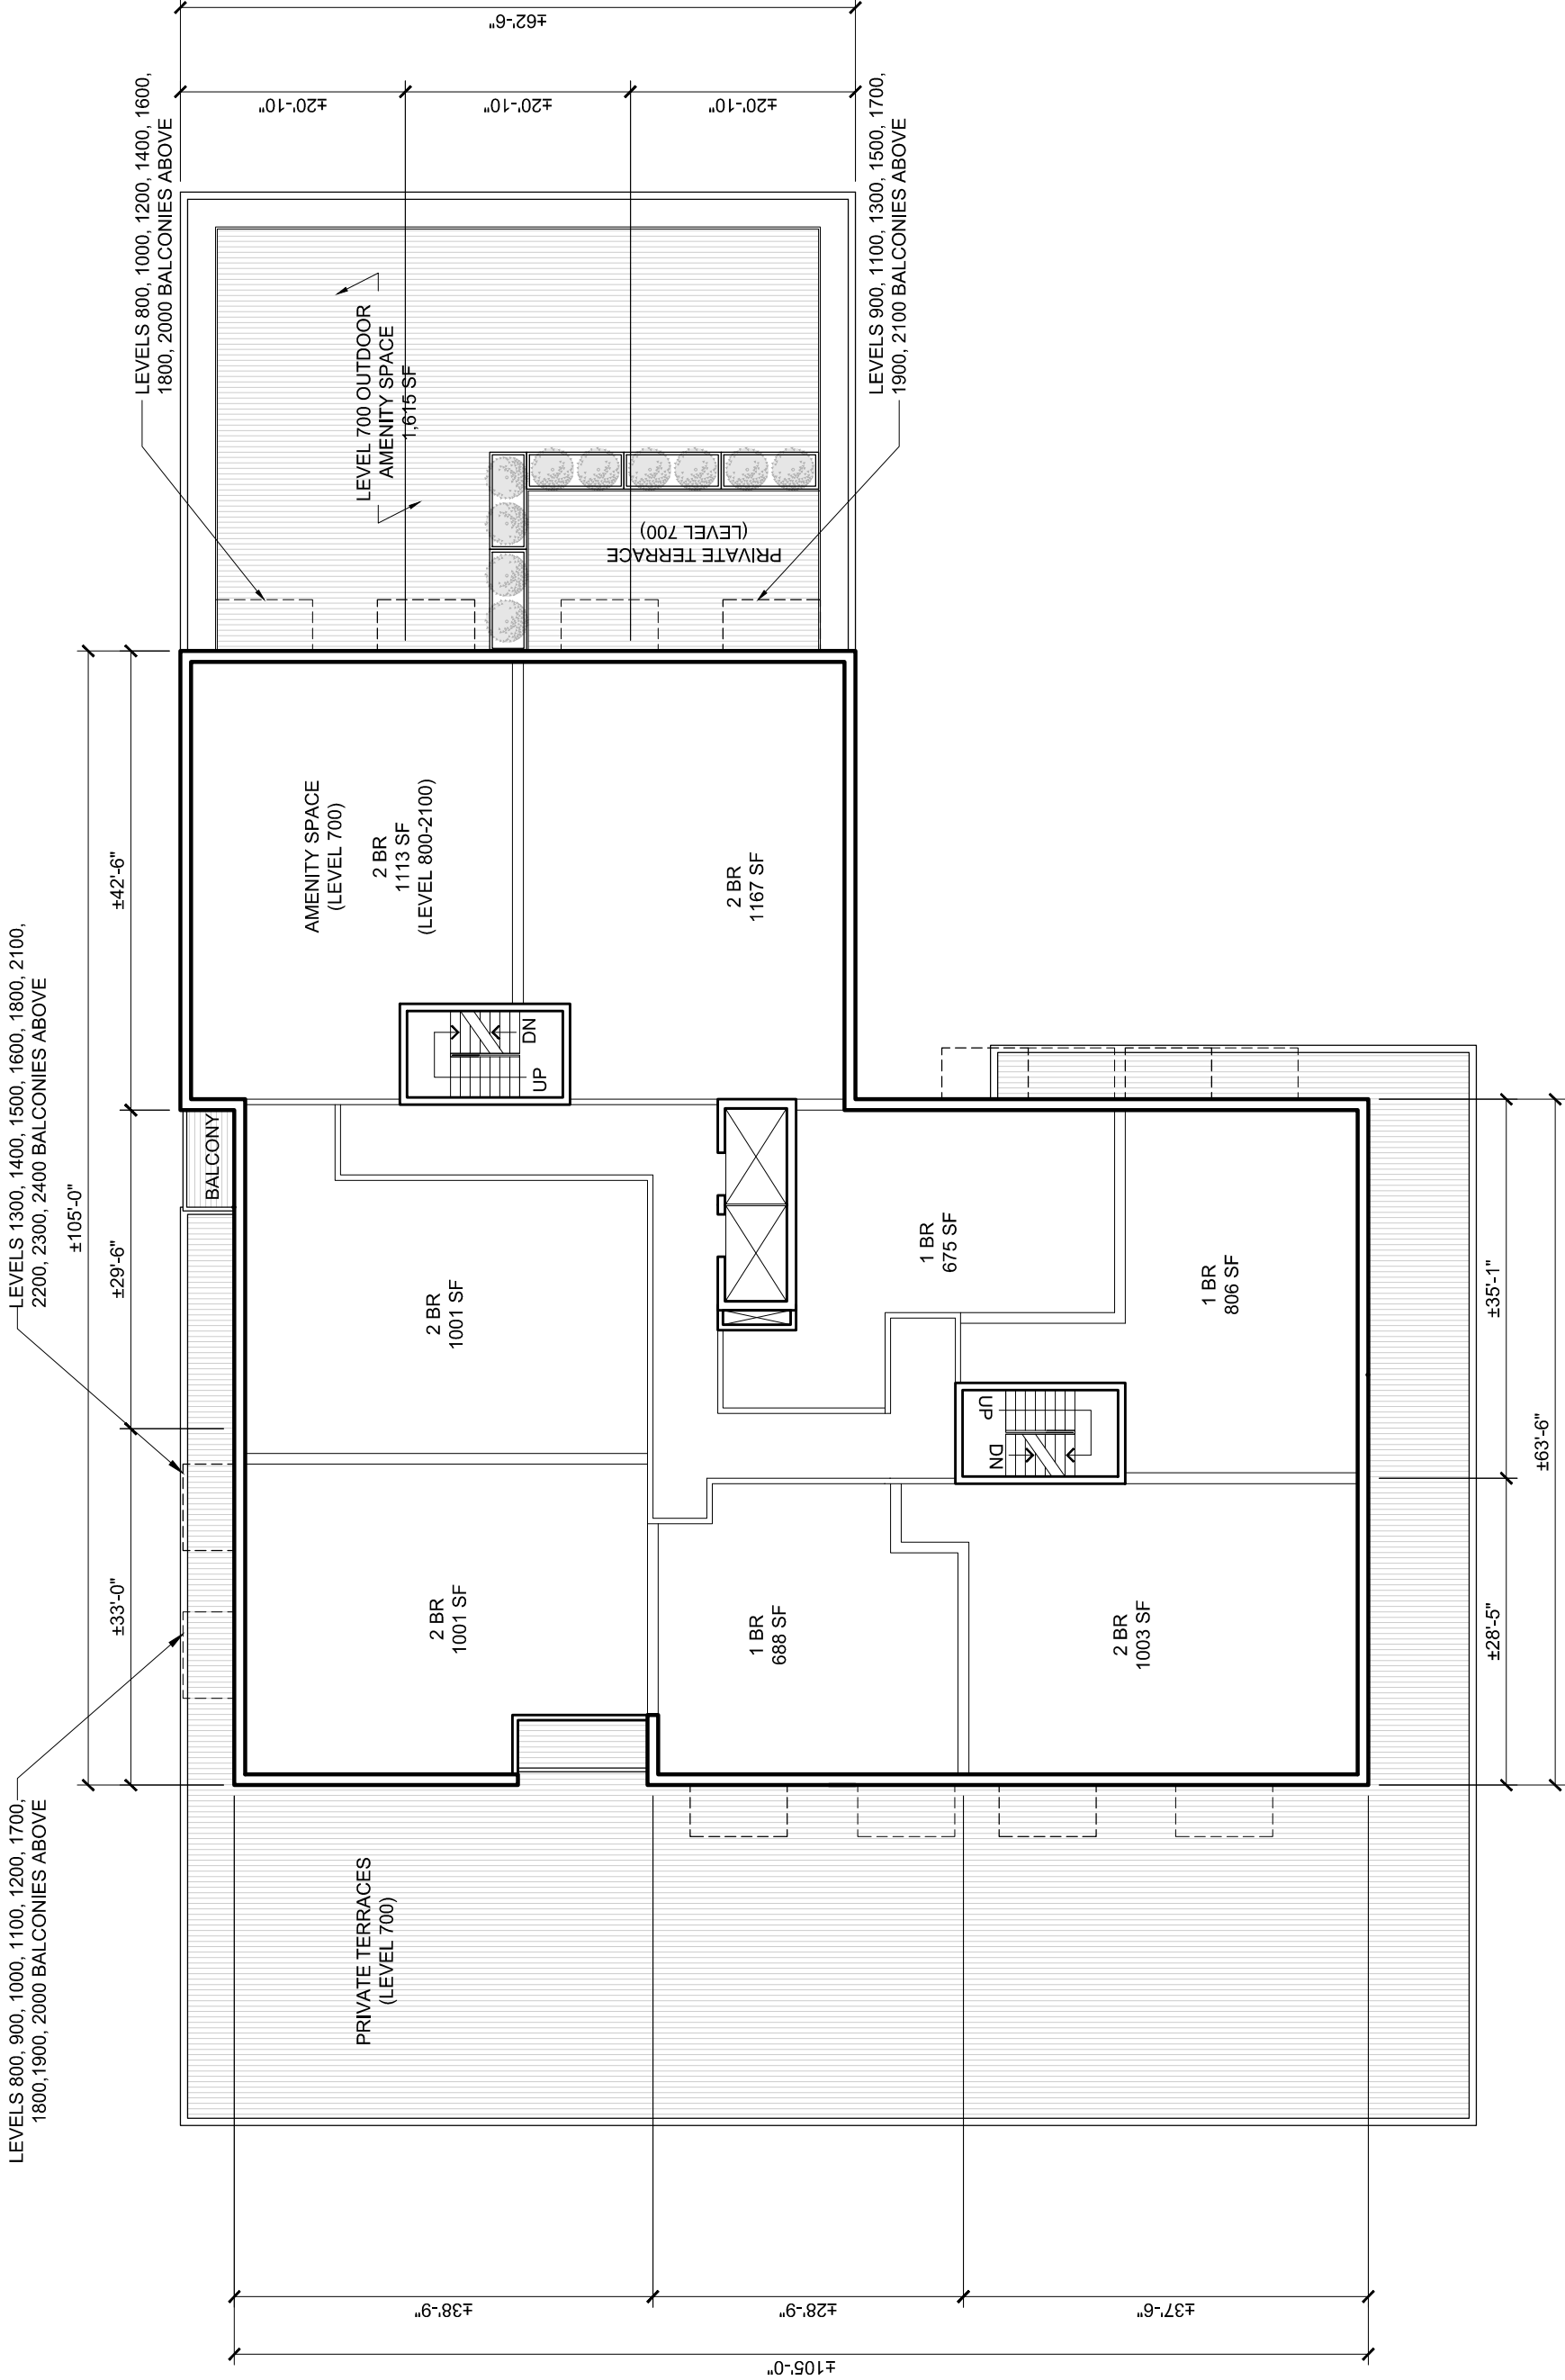 ±62'-6"
±20'-10"
±20'-10"
±20'-10"
LEVELS 800, 1000, 1200, 1400, 1600,
1800, 2000 BALCONIES ABOVE
LEVELS 900, 1100, 1300, 1500, 1700,
1900, 2100 BALCONIES ABOVE
LEVEL 700 OUTDOOR
AMENITY SPACE
1,615 SF
PRIVATE TERRACE
(LEVEL 700)
±42'-6"
±29'-6"
±33'-0"
±105'-0"
LEVELS 1300, 1400, 1500, 1600, 1800, 2100,
2200, 2300, 2400 BALCONIES ABOVE
LEVELS 800, 900, 1000, 1100, 1200, 1700,
1800,1900, 2000 BALCONIES ABOVE
AMENITY SPACE
(LEVEL 700)
2 BR
1113 SF
(LEVEL 800-2100)
2 BR
1167 SF
UP
DN
BALCONY
2 BR
1001 SF
1 BR
675 SF
1 BR
806 SF
UP
DN
2 BR
1001 SF
1 BR
688 SF
2 BR
1003 SF
±35'-1"
±28'-5"
±63'-6"
PRIVATE TERRACES
(LEVEL 700)
±38'-9"
±28'-9"
±37'-6"
±105'-0"